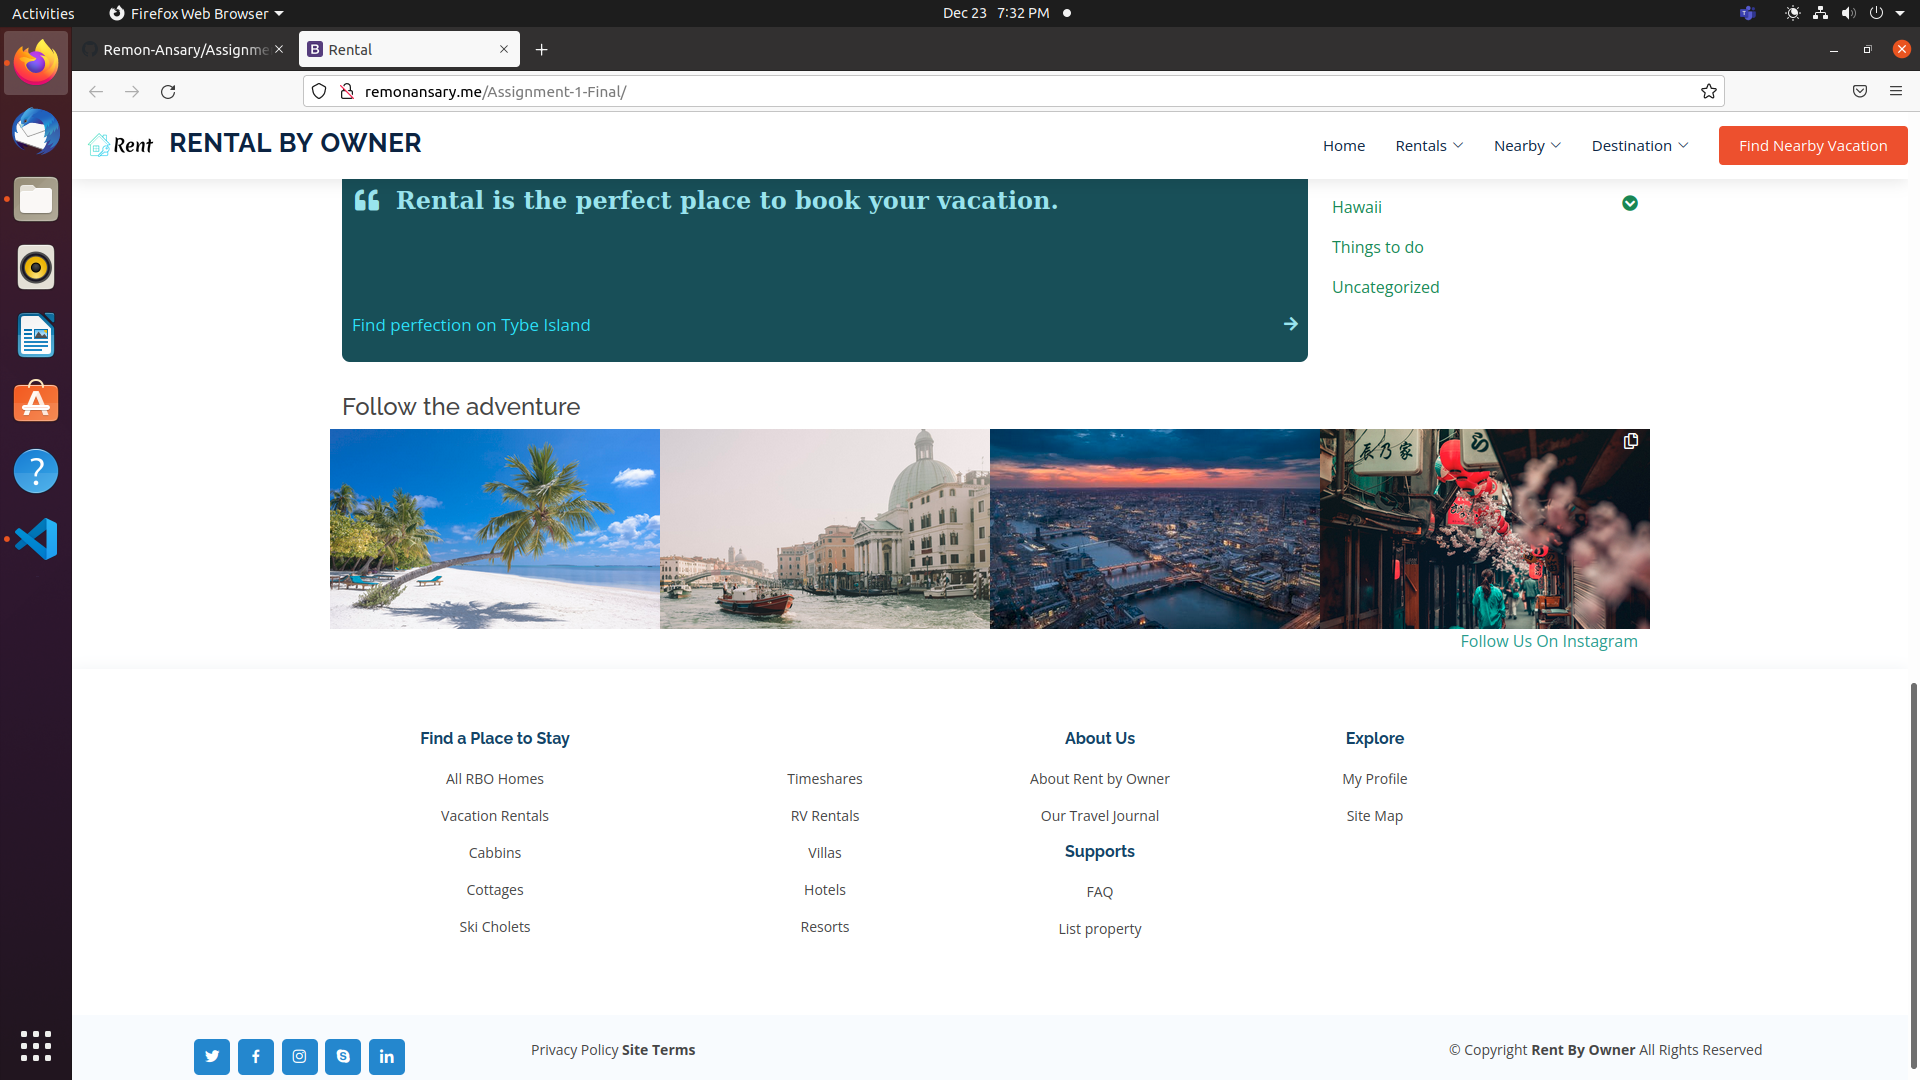 Activities
Firefox Web Browser
Dec 23 7:32 PM
Remon-Ansary/Assignme
Rental
remonansary.me/Assignment-1-Final/
Rent
RENTAL BY OWNER
Home
Rentals
Nearby
Destination
Find Nearby Vacation
Rental is the perfect place to book your vacation.
Find perfection on Tybe Island
Hawaii
Things to do
Uncategorized
Follow the adventure
辰乃家
Follow Us On Instagram
Find a Place to Stay
All RBO Homes
Vacation Rentals
Cabbins
Cottages
Ski Cholets
Timeshares
RV Rentals
Villas
Hotels
Resorts
About Us
About Rent by Owner
Our Travel Journal
Supports
FAQ
List property
Explore
My Profile
Site Map
Privacy Policy Site Terms
© Copyright Rent By Owner All Rights Reserved